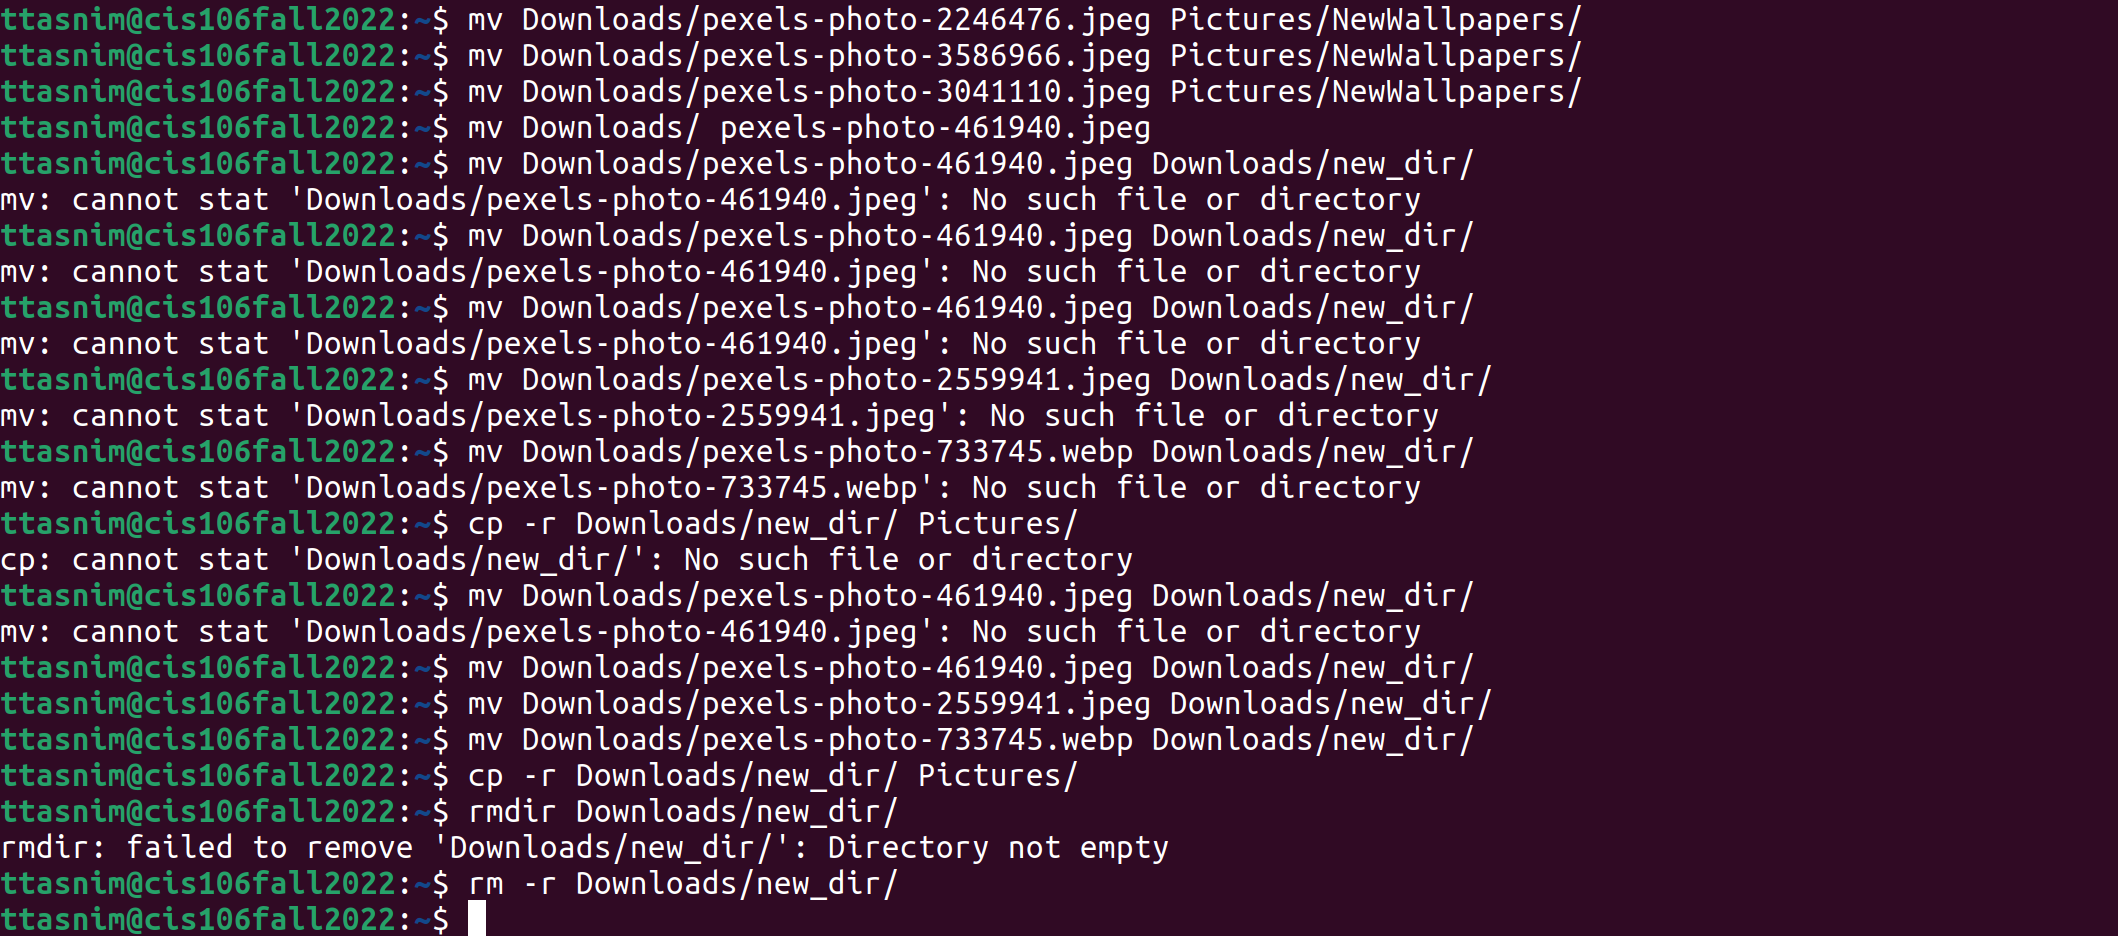 ttasnim@cis106fall2022:~$ mv Downloads/pexels-photo-2246476.jpeg Pictures/NewWallpapers/
ttasnim@cis106fall2022:~$ mv Downloads/pexels-photo-3586966.jpeg Pictures/NewWallpapers/
ttasnim@cis106fall2022:~$ mv Downloads/pexels-photo-3041110.jpeg Pictures/NewWallpapers/
ttasnim@cis106fall2022:~$ mv Downloads/ pexels-photo-461940.jpeg
ttasnim@cis106fall2022:~$ mv Downloads/pexels-photo-461940.jpeg Downloads/new_dir/
mv: cannot stat 'Downloads/pexels-photo-461940.jpeg': No such file or directory
ttasnim@cis106fall2022:~$ mv Downloads/pexels-photo-461940.jpeg Downloads/new_dir/
mv: cannot stat 'Downloads/pexels-photo-461940.jpeg': No such file or directory
ttasnim@cis106fall2022:~$ mv Downloads/pexels-photo-461940.jpeg Downloads/new_dir/
mv: cannot stat 'Downloads/pexels-photo-461940.jpeg': No such file or directory
ttasnim@cis106fall2022:~$ mv Downloads/pexels-photo-2559941.jpeg Downloads/new_dir/
mv: cannot stat 'Downloads/pexels-photo-2559941.jpeg': No such file or directory
ttasnim@cis106fall2022:~$ mv Downloads/pexels-photo-733745.webp Downloads/new_dir/
mv: cannot stat 'Downloads/pexels-photo-733745.webp': No such file or directory
ttasnim@cis106fall2022:~$ cp -r Downloads/new_dir/ Pictures/
cp: cannot stat 'Downloads/new_dir/': No such file or directory
ttasnim@cis106fall2022:~$ mv Downloads/pexels-photo-461940.jpeg Downloads/new_dir/
mv: cannot stat 'Downloads/pexels-photo-461940.jpeg': No such file or directory
ttasnim@cis106fall2022:~$ mv Downloads/pexels-photo-461940.jpeg Downloads/new_dir/
ttasnim@cis106fall2022:~$ mv Downloads/pexels-photo-2559941.jpeg Downloads/new_dir/
ttasnim@cis106fall2022:~$ mv Downloads/pexels-photo-733745.webp Downloads/new_dir/
ttasnim@cis106fall2022:~$ cp -r Downloads/new_dir/ Pictures/
ttasnim@cis106fall2022:~$ rmdir Downloads/new_dir/
rmdir: failed to remove 'Downloads/new_dir/': Directory not empty
ttasnim@cis106fall2022:~$ rm -r Downloads/new_dir/
ttasnim@cis106fall2022:~$